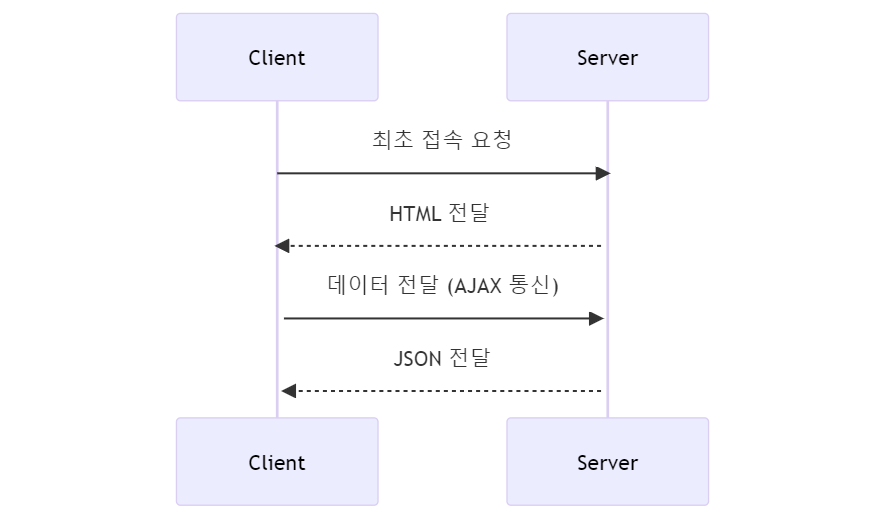 Client
Server
최초 접속 요청
HTML 전달
데이터 전달 (AJAX 통신)
JSON 전달
Client
Server